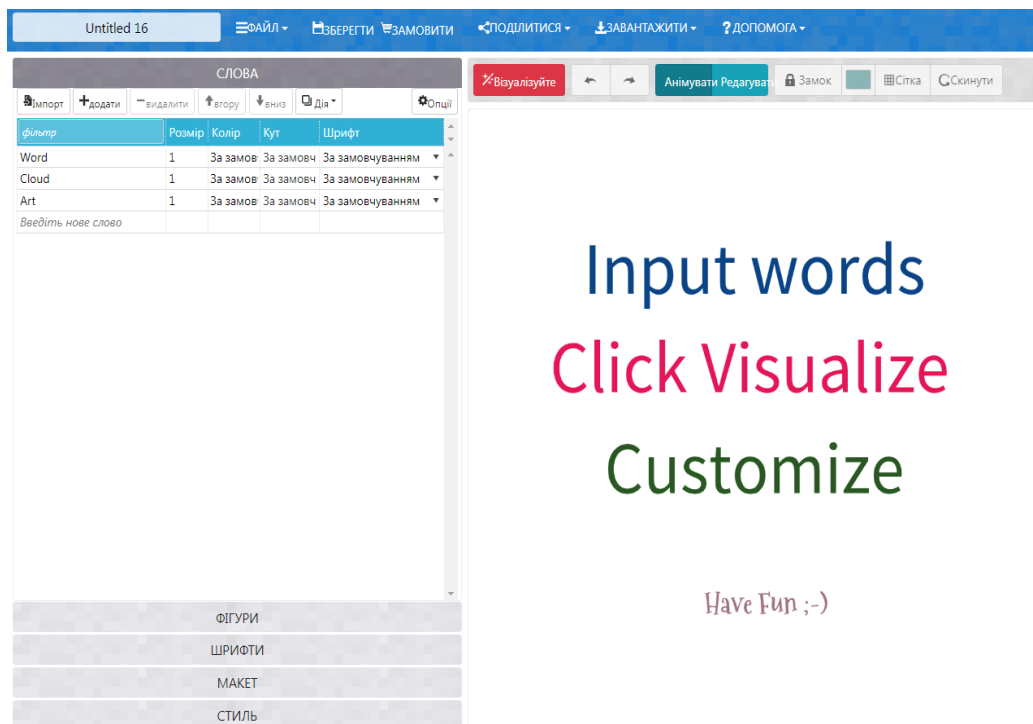 Untitled 16 ФАЙЛ ЗБЕРЕГТИ ЗАМОВИТИ ПОДІЛИТИСЯ ЗАВАНТАЖИТИ ? ДОПОМОГА
СЛОВА
Імпорт додати видалити вгору вниз Дія Опції
фільтр Розмір Колір Кут Шрифт
Word 1 За замовч За замовч За замовчуванням
Cloud 1 За замовч За замовч За замовчуванням
Art 1 За замовч За замовч За замовчуванням
Введіть нове слово
ФІГУРИ
ШРИФТИ
МАКЕТ
СТИЛЬ
Візуалізуйте Анімувати Редагувати Замок Сітка Скинути
Input words
Click Visualize
Customize
Have Fun ;-)